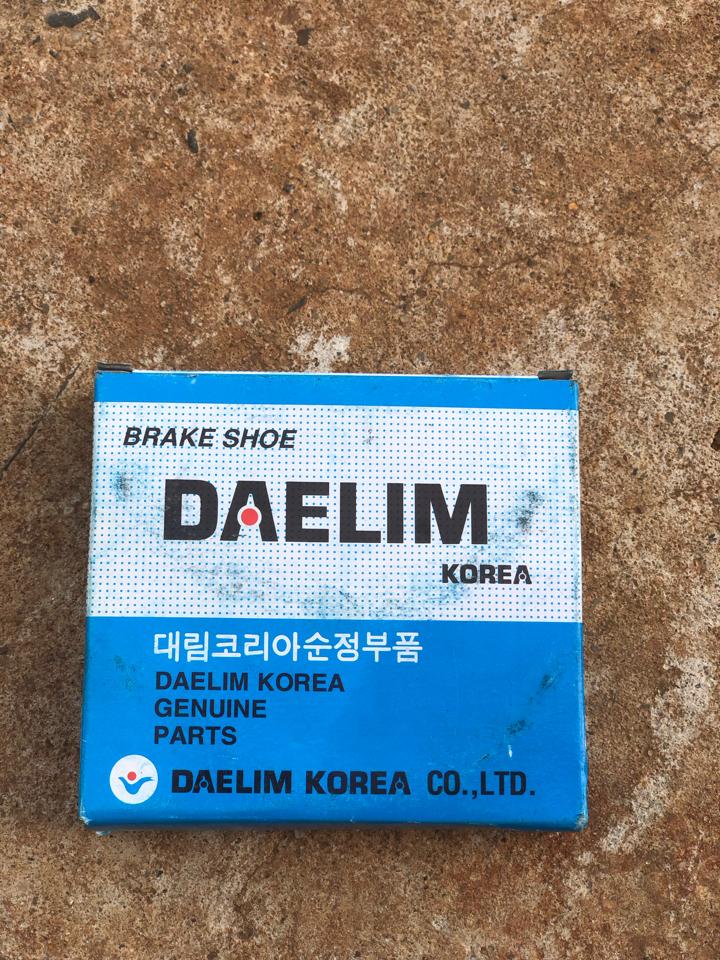 BRAKE SHOE
DAELIM
KOREA
대림코리아순정부품
DAELIM KOREA
GENUINE
PARTS
DAELIM KOREA CO.,LTD.